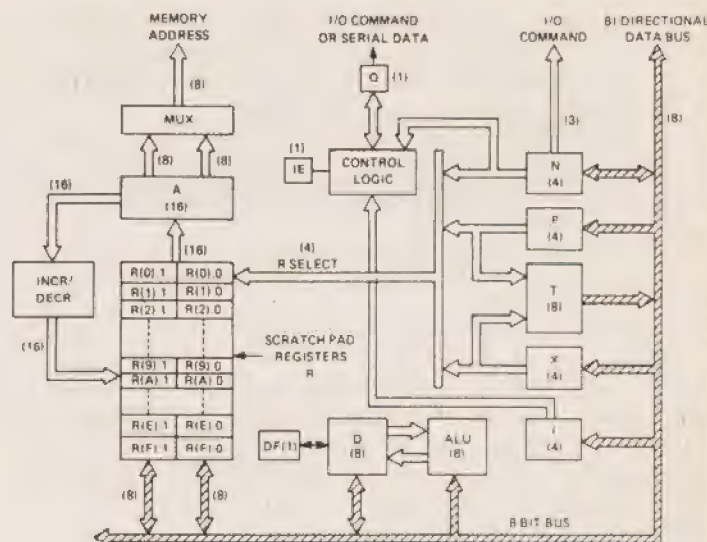 MEMORY
ADDRESS
I/O COMMAND
OR SERIAL DATA
I/O
COMMAND
BI DIRECTIONAL
DATA BUS
(8)
Q
(1)
(3)
(8)
MUX
(8)
(8)
(1)
IE
CONTROL
LOGIC
N
(4)
(16)
A
(16)
P
(4)
(16)
(4)
R SELECT
INCR/
DECR
R(0).1
R(0).0
R(1).1
R(1).0
R(2).1
R(2).0
T
(8)
(16)
SCRATCH PAD
REGISTERS
R
R(9).1
R(9).0
R(A).1
R(A).0
X
(4)
R(E).1
R(E).0
R(F).1
R(F).0
DF(1)
D
(8)
ALU
(8)
I
(4)
(8)
(8)
8 BIT BUS